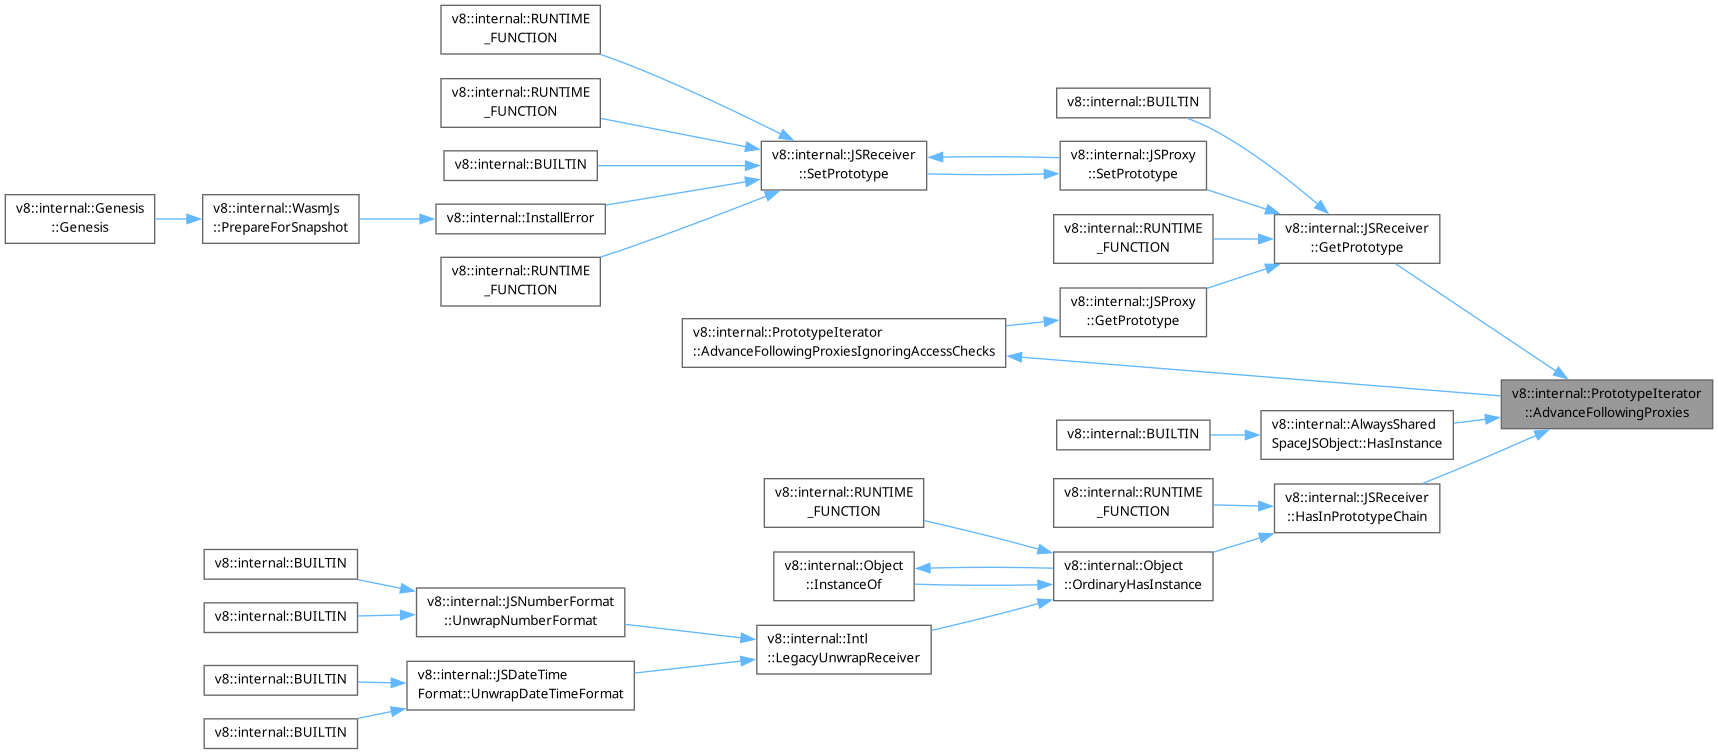 v8::internal::RUNTIME
_FUNCTION
v8::internal::RUNTIME
_FUNCTION
v8::internal::BUILTIN
v8::internal::JSReceiver
::SetPrototype
v8::internal::JSProxy
::SetPrototype
v8::internal::BUILTIN
v8::internal::Genesis
::Genesis
v8::internal::WasmJs
::PrepareForSnapshot
v8::internal::InstallError
v8::internal::RUNTIME
_FUNCTION
v8::internal::JSReceiver
::GetPrototype
v8::internal::RUNTIME
_FUNCTION
v8::internal::JSProxy
::GetPrototype
v8::internal::PrototypeIterator
::AdvanceFollowingProxiesIgnoringAccessChecks
v8::internal::PrototypeIterator
::AdvanceFollowingProxies
v8::internal::BUILTIN
v8::internal::AlwaysShared
SpaceJSObject::HasInstance
v8::internal::RUNTIME
_FUNCTION
v8::internal::RUNTIME
_FUNCTION
v8::internal::JSReceiver
::HasInPrototypeChain
v8::internal::BUILTIN
v8::internal::Object
::InstanceOf
v8::internal::Object
::OrdinaryHasInstance
v8::internal::BUILTIN
v8::internal::JSNumberFormat
::UnwrapNumberFormat
v8::internal::Intl
::LegacyUnwrapReceiver
v8::internal::BUILTIN
v8::internal::JSDateTime
Format::UnwrapDateTimeFormat
v8::internal::BUILTIN